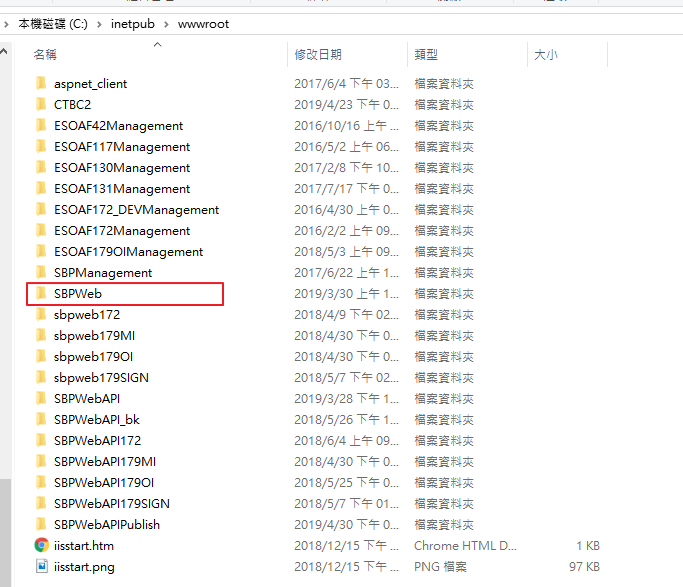 本機磁碟 (C:) › inetpub › wwwroot
名稱 修改日期 類型 大小
aspnet_client 2017/6/4 下午 03... 檔案資料夾
CTBC2 2019/4/23 下午 0... 檔案資料夾
ESOAF42Management 2016/10/16 上午 ... 檔案資料夾
ESOAF117Management 2016/5/2 上午 06... 檔案資料夾
ESOAF130Management 2017/2/8 下午 10... 檔案資料夾
ESOAF131Management 2017/7/17 下午 0... 檔案資料夾
ESOAF172_DEVManagement 2016/4/30 上午 0... 檔案資料夾
ESOAF172Management 2016/2/2 上午 09... 檔案資料夾
ESOAF179OIManagement 2018/5/3 上午 09... 檔案資料夾
SBPManagement 2017/6/22 上午 1... 檔案資料夾
SBPWeb 2019/3/30 上午 1... 檔案資料夾
sbpweb172 2018/4/9 下午 02... 檔案資料夾
sbpweb179MI 2018/4/30 下午 0... 檔案資料夾
sbpweb179OI 2018/4/30 下午 0... 檔案資料夾
sbpweb179SIGN 2018/5/7 下午 02... 檔案資料夾
SBPWebAPI 2019/3/28 下午 1... 檔案資料夾
SBPWebAPI_bk 2018/5/26 下午 1... 檔案資料夾
SBPWebAPI172 2018/6/4 上午 09... 檔案資料夾
SBPWebAPI179MI 2018/4/30 下午 0... 檔案資料夾
SBPWebAPI179OI 2018/5/25 下午 0... 檔案資料夾
SBPWebAPI179SIGN 2018/5/7 下午 01... 檔案資料夾
SBPWebAPIPublish 2019/4/30 下午 0... 檔案資料夾
iisstart.htm 2018/12/15 下午 ... Chrome HTML D... 1 KB
iisstart.png 2018/12/15 下午 ... PNG 檔案 97 KB